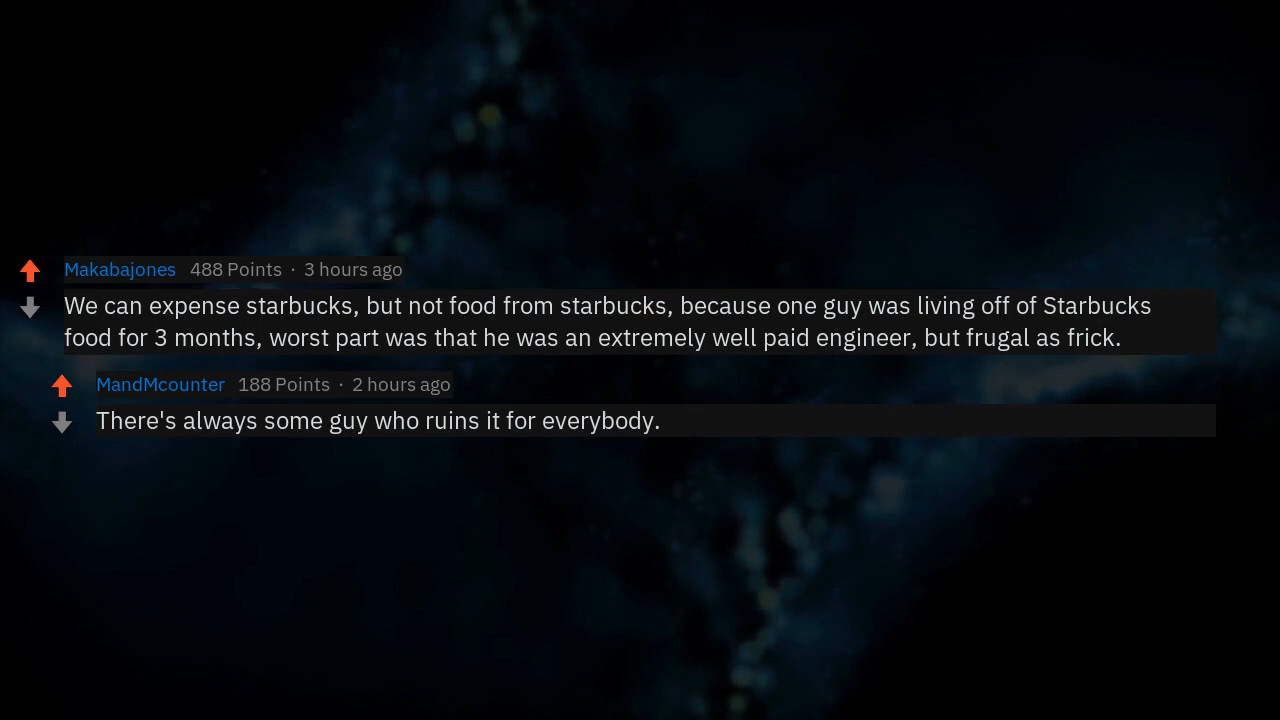 Makabajones 488 Points · 3 hours ago
We can expense starbucks, but not food from starbucks, because one guy was living off of Starbucks
food for 3 months, worst part was that he was an extremely well paid engineer, but frugal as frick.
MandMcounter 188 Points · 2 hours ago
There's always some guy who ruins it for everybody.